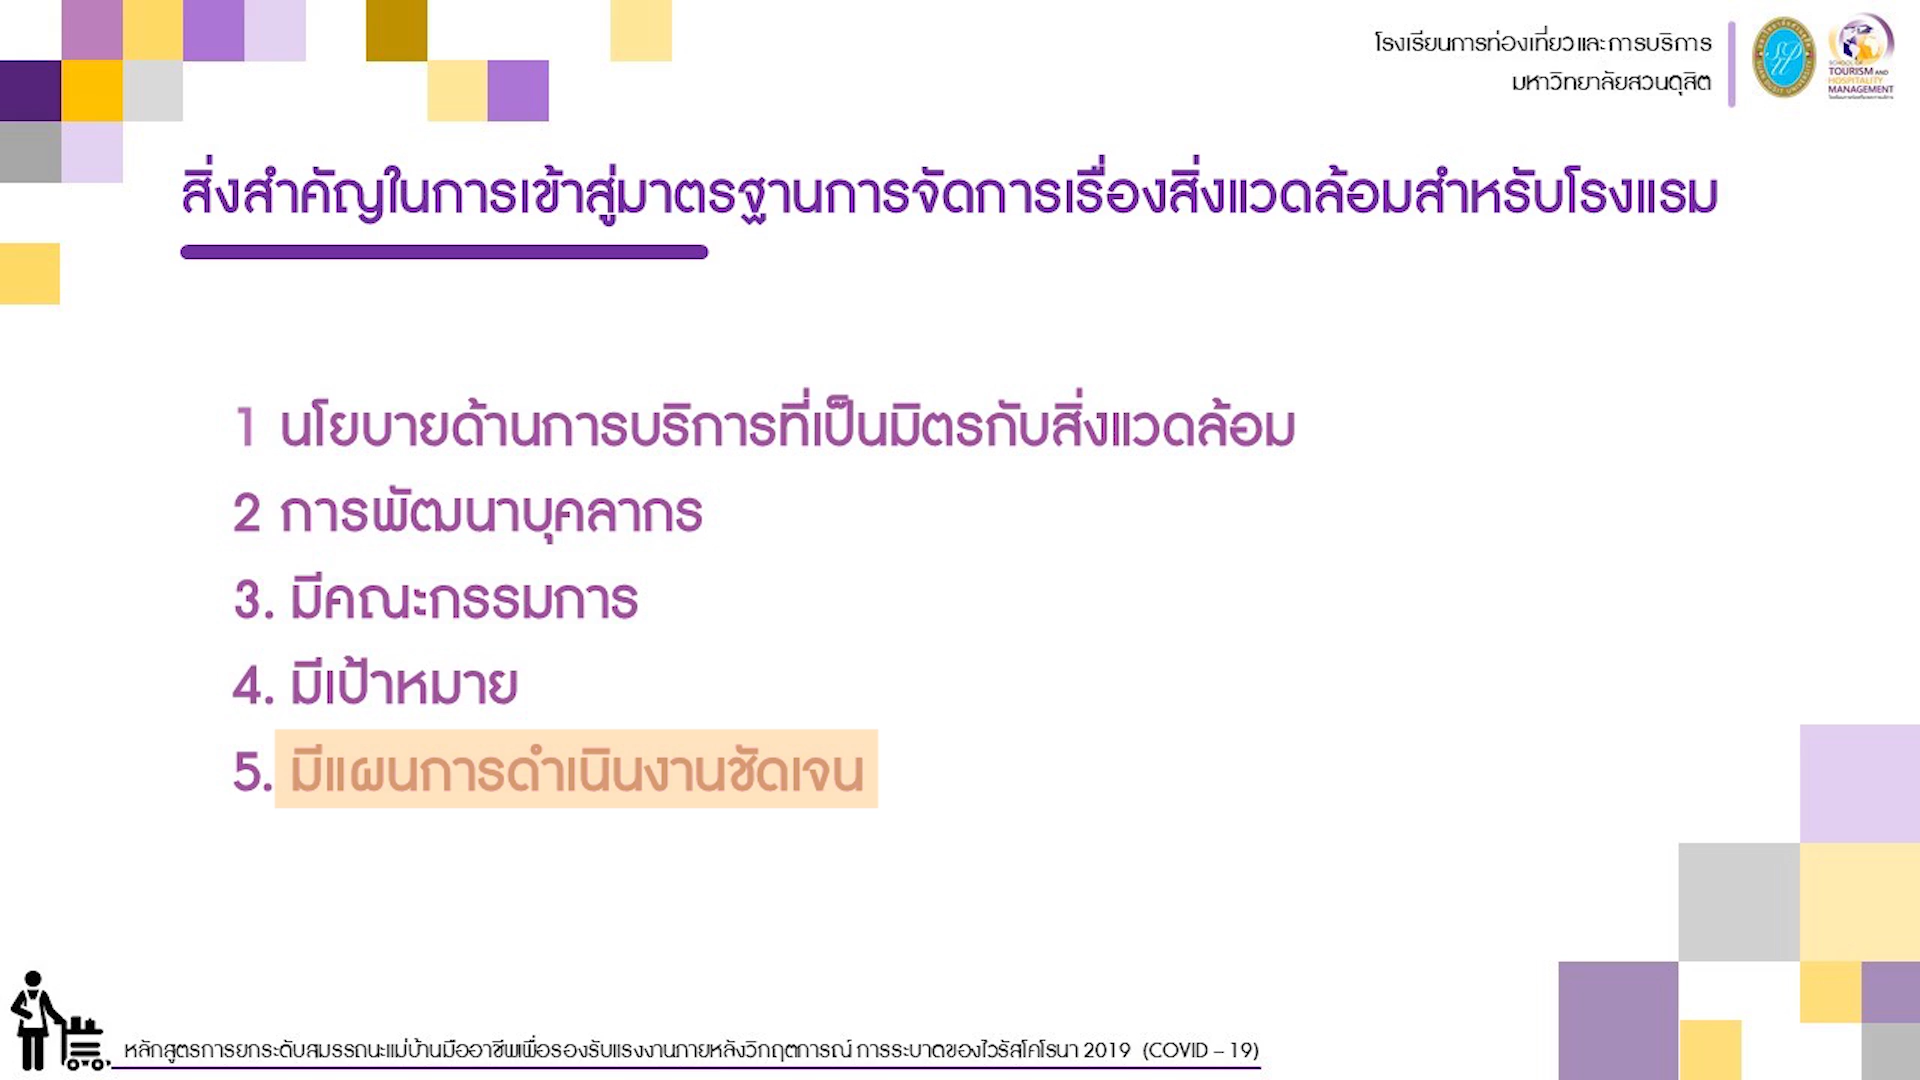 โรงเรียนการท่องเที่ยวและการบริการ
มหาวิทยาลัยสวนดุสิต
SCHOOL OF
TOURISM AND
HOSPITALITY
MANAGEMENT
สิ่งสำคัญในการเข้าสู่มาตรฐานการจัดการเรื่องสิ่งแวดล้อมสำหรับโรงแรม
1 นโยบายด้านการบริการที่เป็นมิตรกับสิ่งแวดล้อม
2 การพัฒนาบุคลากร
3. มีคณะกรรมการ
4. มีเป้าหมาย
5. มีแผนการดำเนินงานชัดเจน
หลักสูตรการยกระดับสมรรถนะแม่บ้านมืออาชีพเพื่อรองรับแรงงานภายหลังวิกฤตการณ์ การระบาดของไวรัสโคโรนา 2019 (COVID – 19)